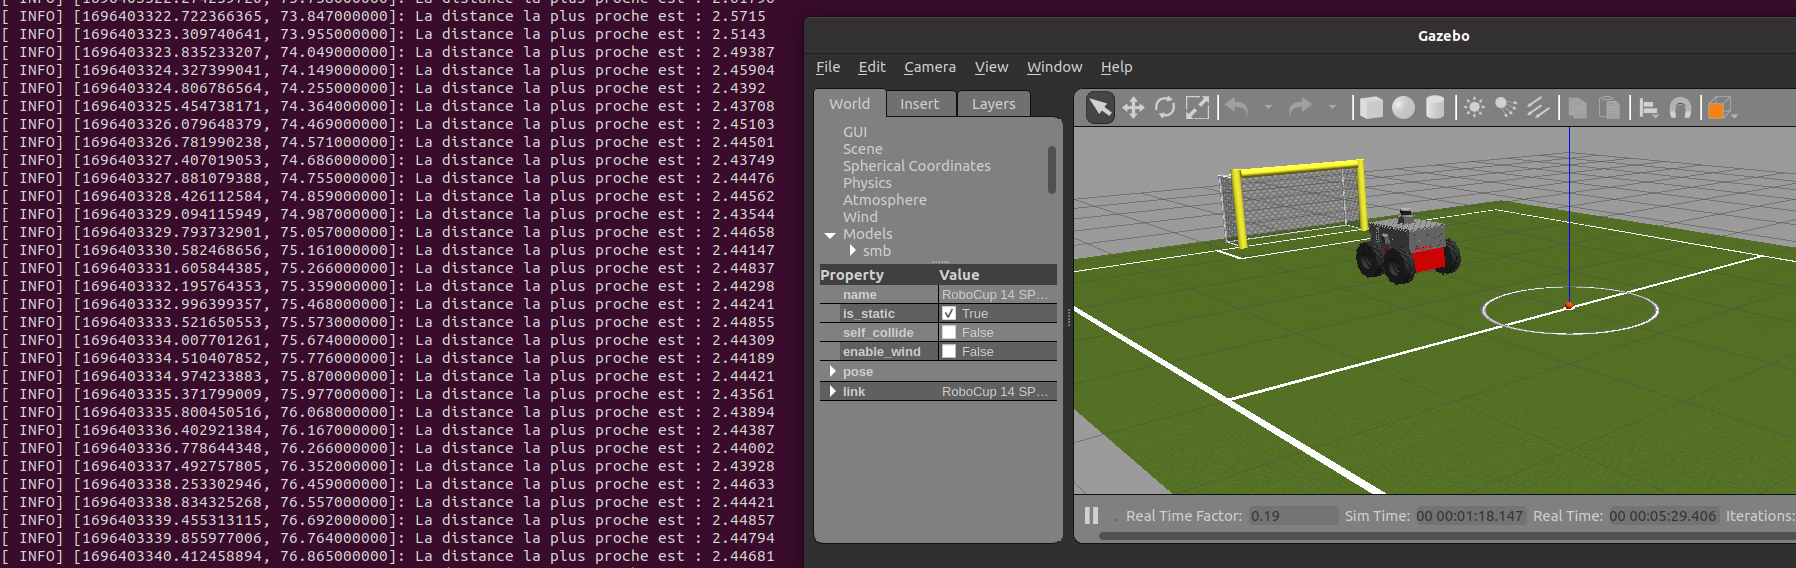 [ INFO] [1696403322.722366365, 73.847000000]: La distance la plus proche est : 2.5715
[ INFO] [1696403323.309740641, 73.955000000]: La distance la plus proche est : 2.5143
[ INFO] [1696403323.835233207, 74.049000000]: La distance la plus proche est : 2.49387
[ INFO] [1696403324.327399041, 74.149000000]: La distance la plus proche est : 2.45904
[ INFO] [1696403324.806786564, 74.255000000]: La distance la plus proche est : 2.4392
[ INFO] [1696403325.454738171, 74.364000000]: La distance la plus proche est : 2.43708
[ INFO] [1696403326.079648379, 74.469000000]: La distance la plus proche est : 2.45103
[ INFO] [1696403326.781990238, 74.571000000]: La distance la plus proche est : 2.44501
[ INFO] [1696403327.407019053, 74.686000000]: La distance la plus proche est : 2.43749
[ INFO] [1696403327.881079388, 74.755000000]: La distance la plus proche est : 2.44476
[ INFO] [1696403328.426112584, 74.859000000]: La distance la plus proche est : 2.44562
[ INFO] [1696403329.094115949, 74.987000000]: La distance la plus proche est : 2.43544
[ INFO] [1696403329.793732901, 75.057000000]: La distance la plus proche est : 2.44658
[ INFO] [1696403330.582468656, 75.161000000]: La distance la plus proche est : 2.44147
[ INFO] [1696403331.605844385, 75.266000000]: La distance la plus proche est : 2.44837
[ INFO] [1696403332.195764353, 75.359000000]: La distance la plus proche est : 2.44298
[ INFO] [1696403332.996399357, 75.468000000]: La distance la plus proche est : 2.44241
[ INFO] [1696403333.521650553, 75.573000000]: La distance la plus proche est : 2.44855
[ INFO] [1696403334.007701261, 75.674000000]: La distance la plus proche est : 2.44309
[ INFO] [1696403334.510407852, 75.776000000]: La distance la plus proche est : 2.44189
[ INFO] [1696403334.974233883, 75.870000000]: La distance la plus proche est : 2.44421
[ INFO] [1696403335.371799009, 75.977000000]: La distance la plus proche est : 2.43561
[ INFO] [1696403335.800450516, 76.068000000]: La distance la plus proche est : 2.43894
[ INFO] [1696403336.402921384, 76.167000000]: La distance la plus proche est : 2.44387
[ INFO] [1696403336.778644348, 76.266000000]: La distance la plus proche est : 2.44002
[ INFO] [1696403337.492757805, 76.352000000]: La distance la plus proche est : 2.43928
[ INFO] [1696403338.253302946, 76.459000000]: La distance la plus proche est : 2.44633
[ INFO] [1696403338.834325268, 76.557000000]: La distance la plus proche est : 2.44421
[ INFO] [1696403339.455313115, 76.692000000]: La distance la plus proche est : 2.44857
[ INFO] [1696403339.855977006, 76.764000000]: La distance la plus proche est : 2.44794
[ INFO] [1696403340.412458894, 76.865000000]: La distance la plus proche est : 2.44681
Gazebo
File Edit Camera View Window Help
World Insert Layers
GUI
Scene
Spherical Coordinates
Physics
Atmosphere
Wind
Models
smb
Property Value
name RoboCup 14 SP…
is_static True
self_collide False
enable_wind False
pose
link RoboCup 14 SP…
Real Time Factor: 0.19 Sim Time: 00 00:01:18.147 Real Time: 00 00:05:29.406 Iterations: